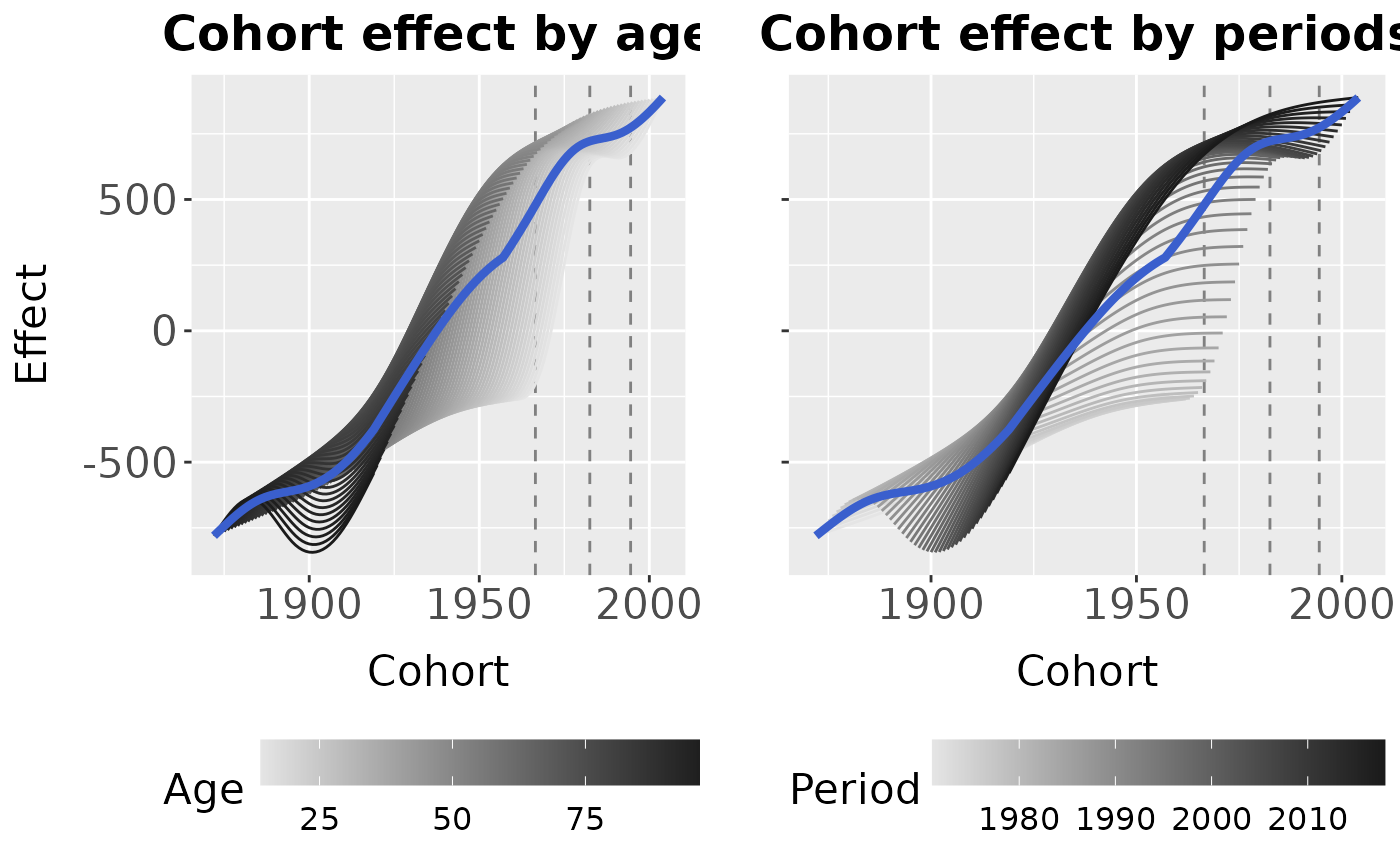 Cohort effect by age
Cohort effect by periods
Effect
500
0
-500
1900 1950 2000
1900 1950 2000
Cohort
Cohort
Age
25 50 75
Period
1980 1990 2000 2010